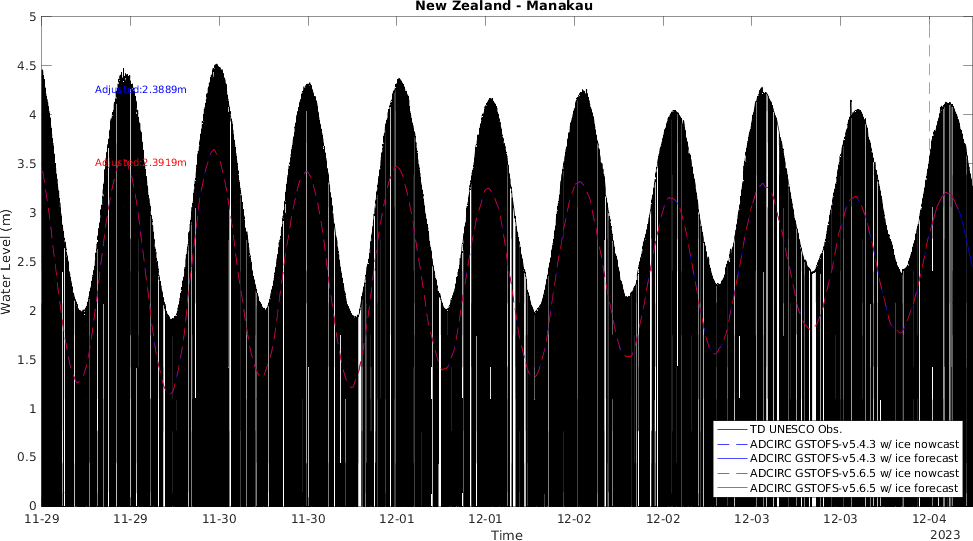 New Zealand - Manakau
5
4.5
4
3.5
3
2.5
2
1.5
1
0.5
0
Water Level (m)
Adjusted:2.3889m
Adjusted:2.3919m
TD UNESCO Obs.
ADCIRC GSTOFS-v5.4.3 w/ ice nowcast
ADCIRC GSTOFS-v5.4.3 w/ ice forecast
ADCIRC GSTOFS-v5.6.5 w/ ice nowcast
ADCIRC GSTOFS-v5.6.5 w/ ice forecast
11-29 11-29 11-30 11-30 12-01 12-01 12-02 12-02 12-03 12-03 12-04
Time
2023